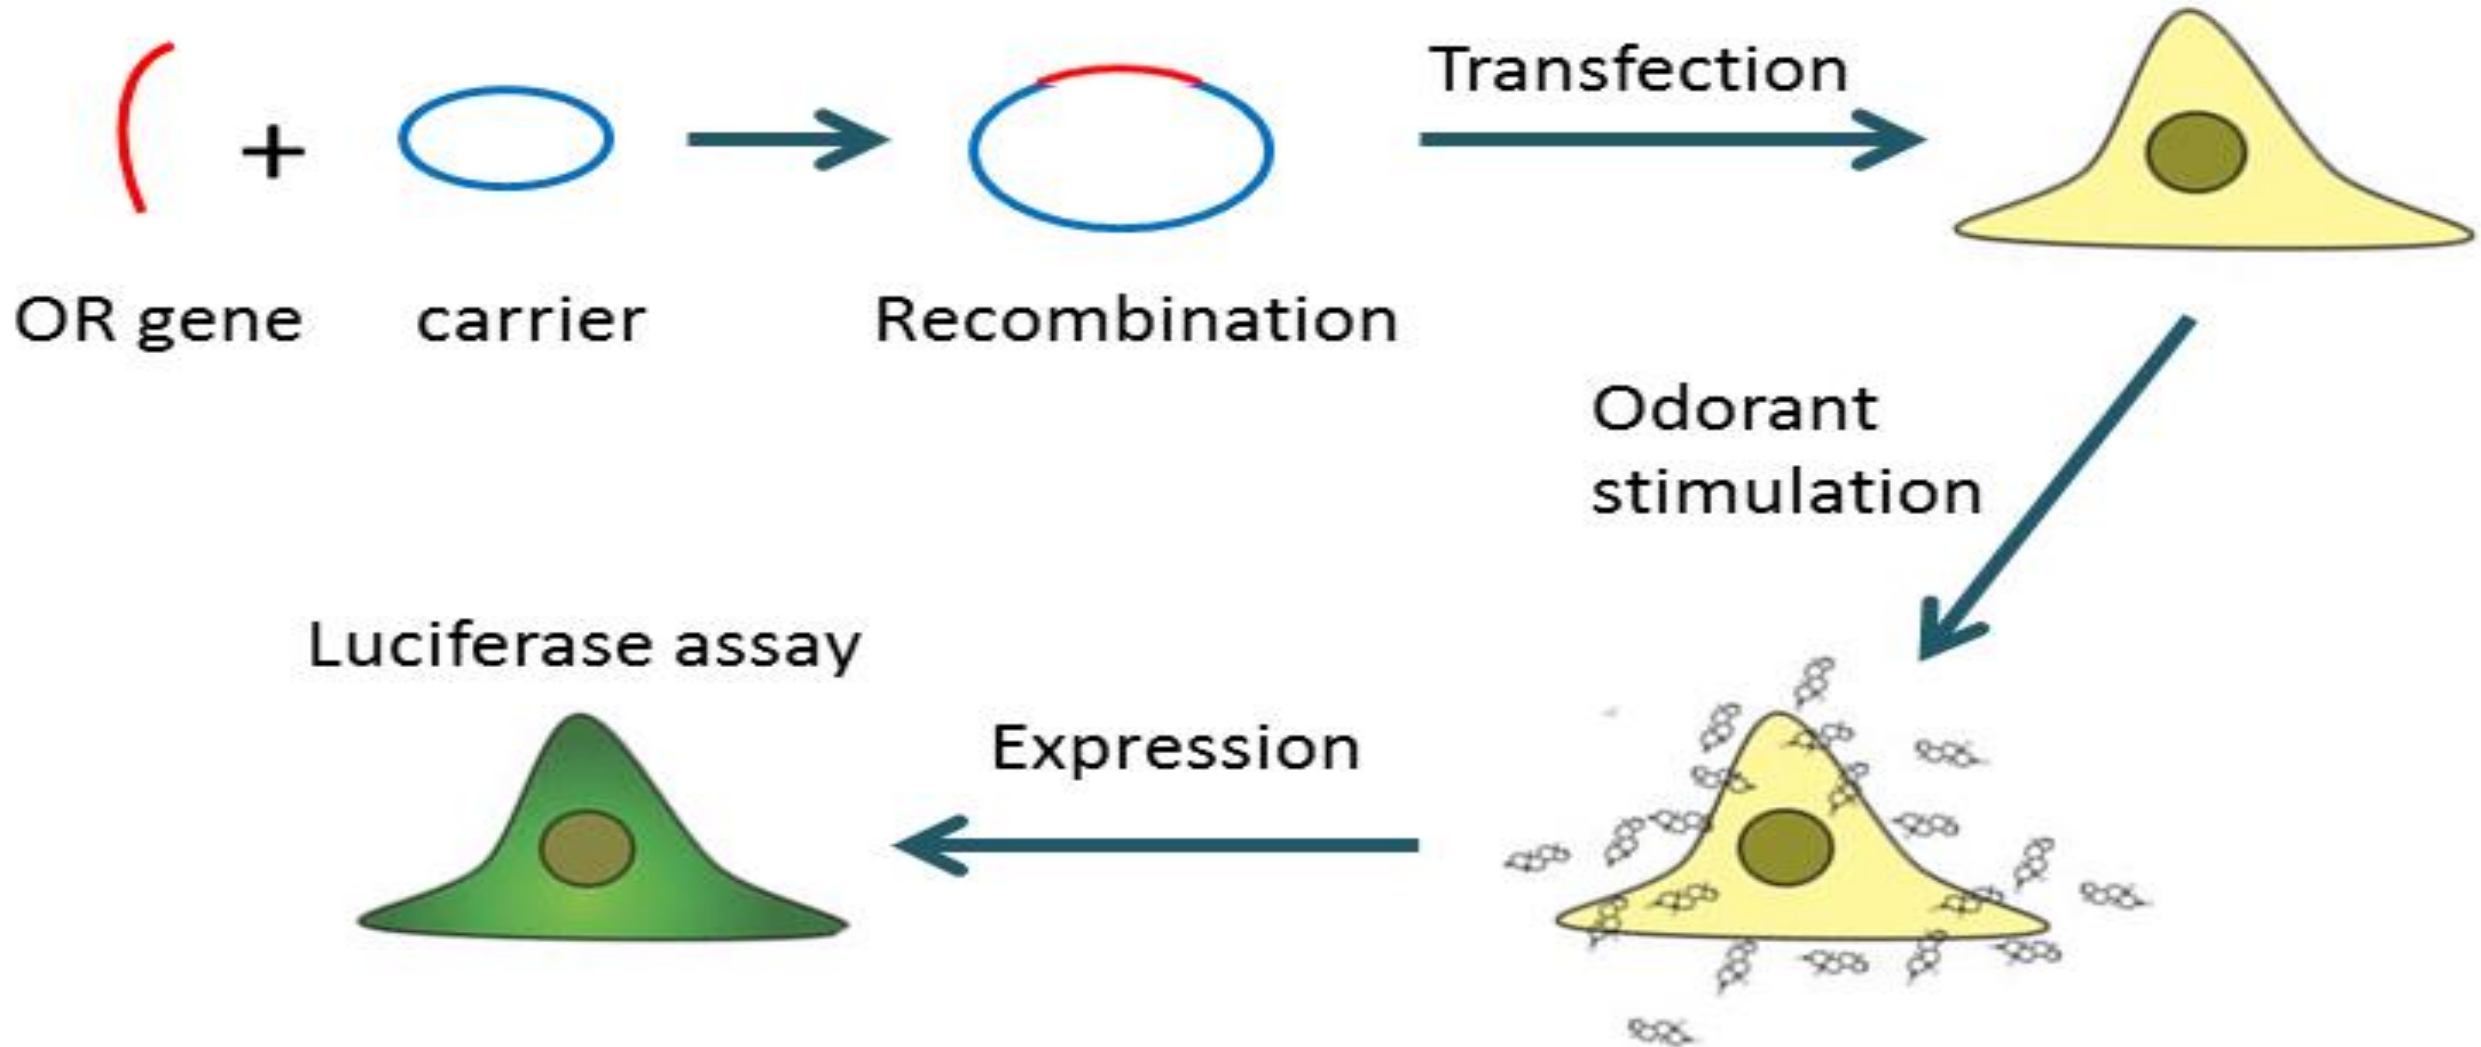 Transfection
+
OR gene
carrier
Recombination
Odorant
stimulation
Luciferase assay
Expression